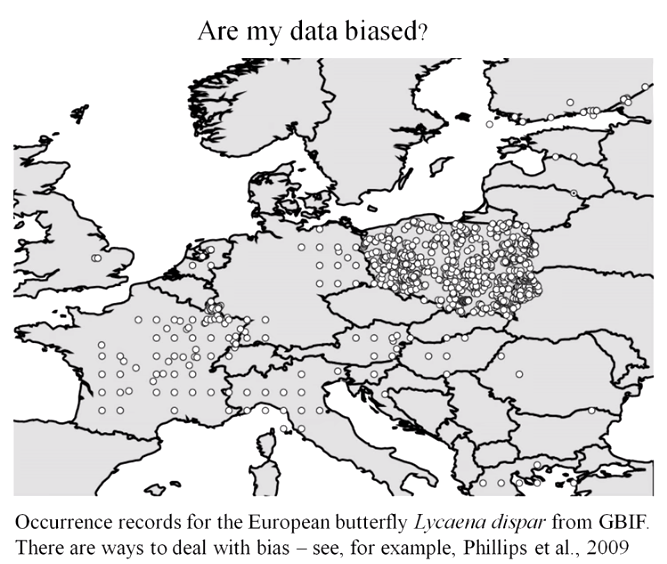 Are my data biased?
Occurrence records for the European butterfly Lycaena dispar from GBIF.
There are ways to deal with bias – see, for example, Phillips et al., 2009